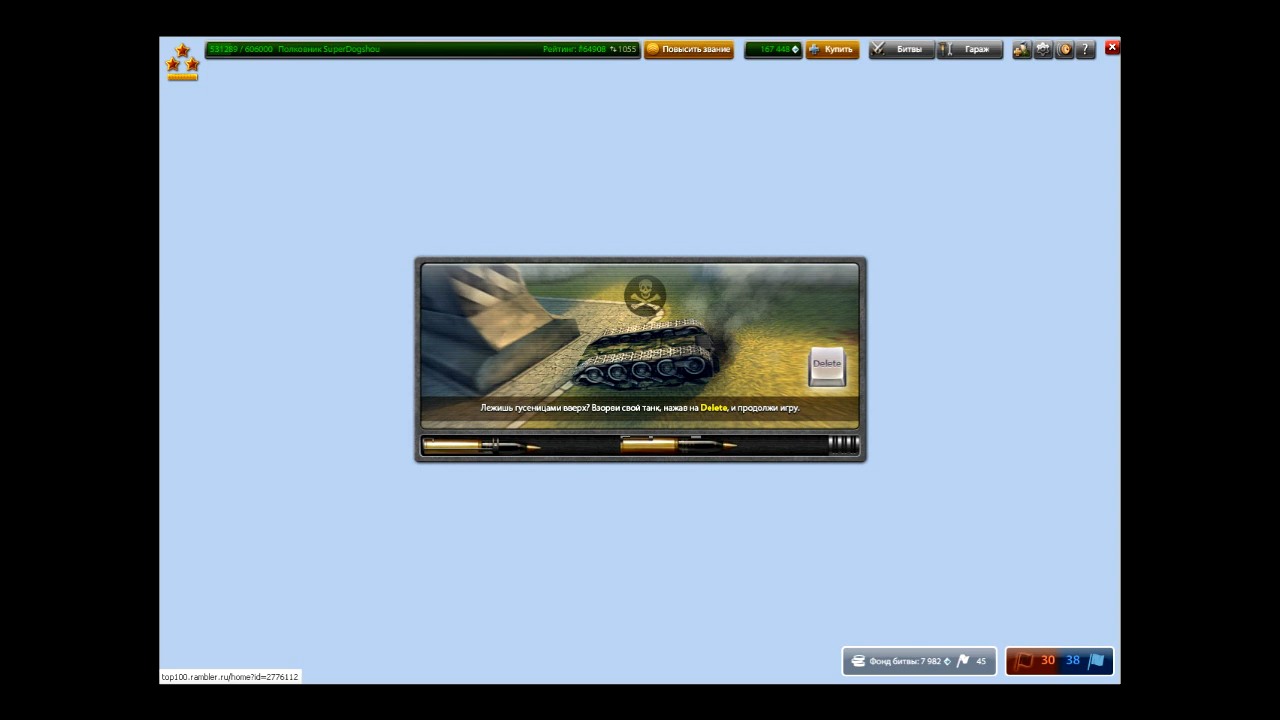 531289 / 606000 Полковник SuperDogshou
Рейтинг: #64908 1055
Повысить звание
167 448
Купить
Битвы
Гараж
?
Delete
Лежишь гусеницами вверх? Взорви свой танк, нажав на Delete, и продолжи игру.
Фонд битвы: 7 982 45
30 38
top100.rambler.ru/home?id=2776112